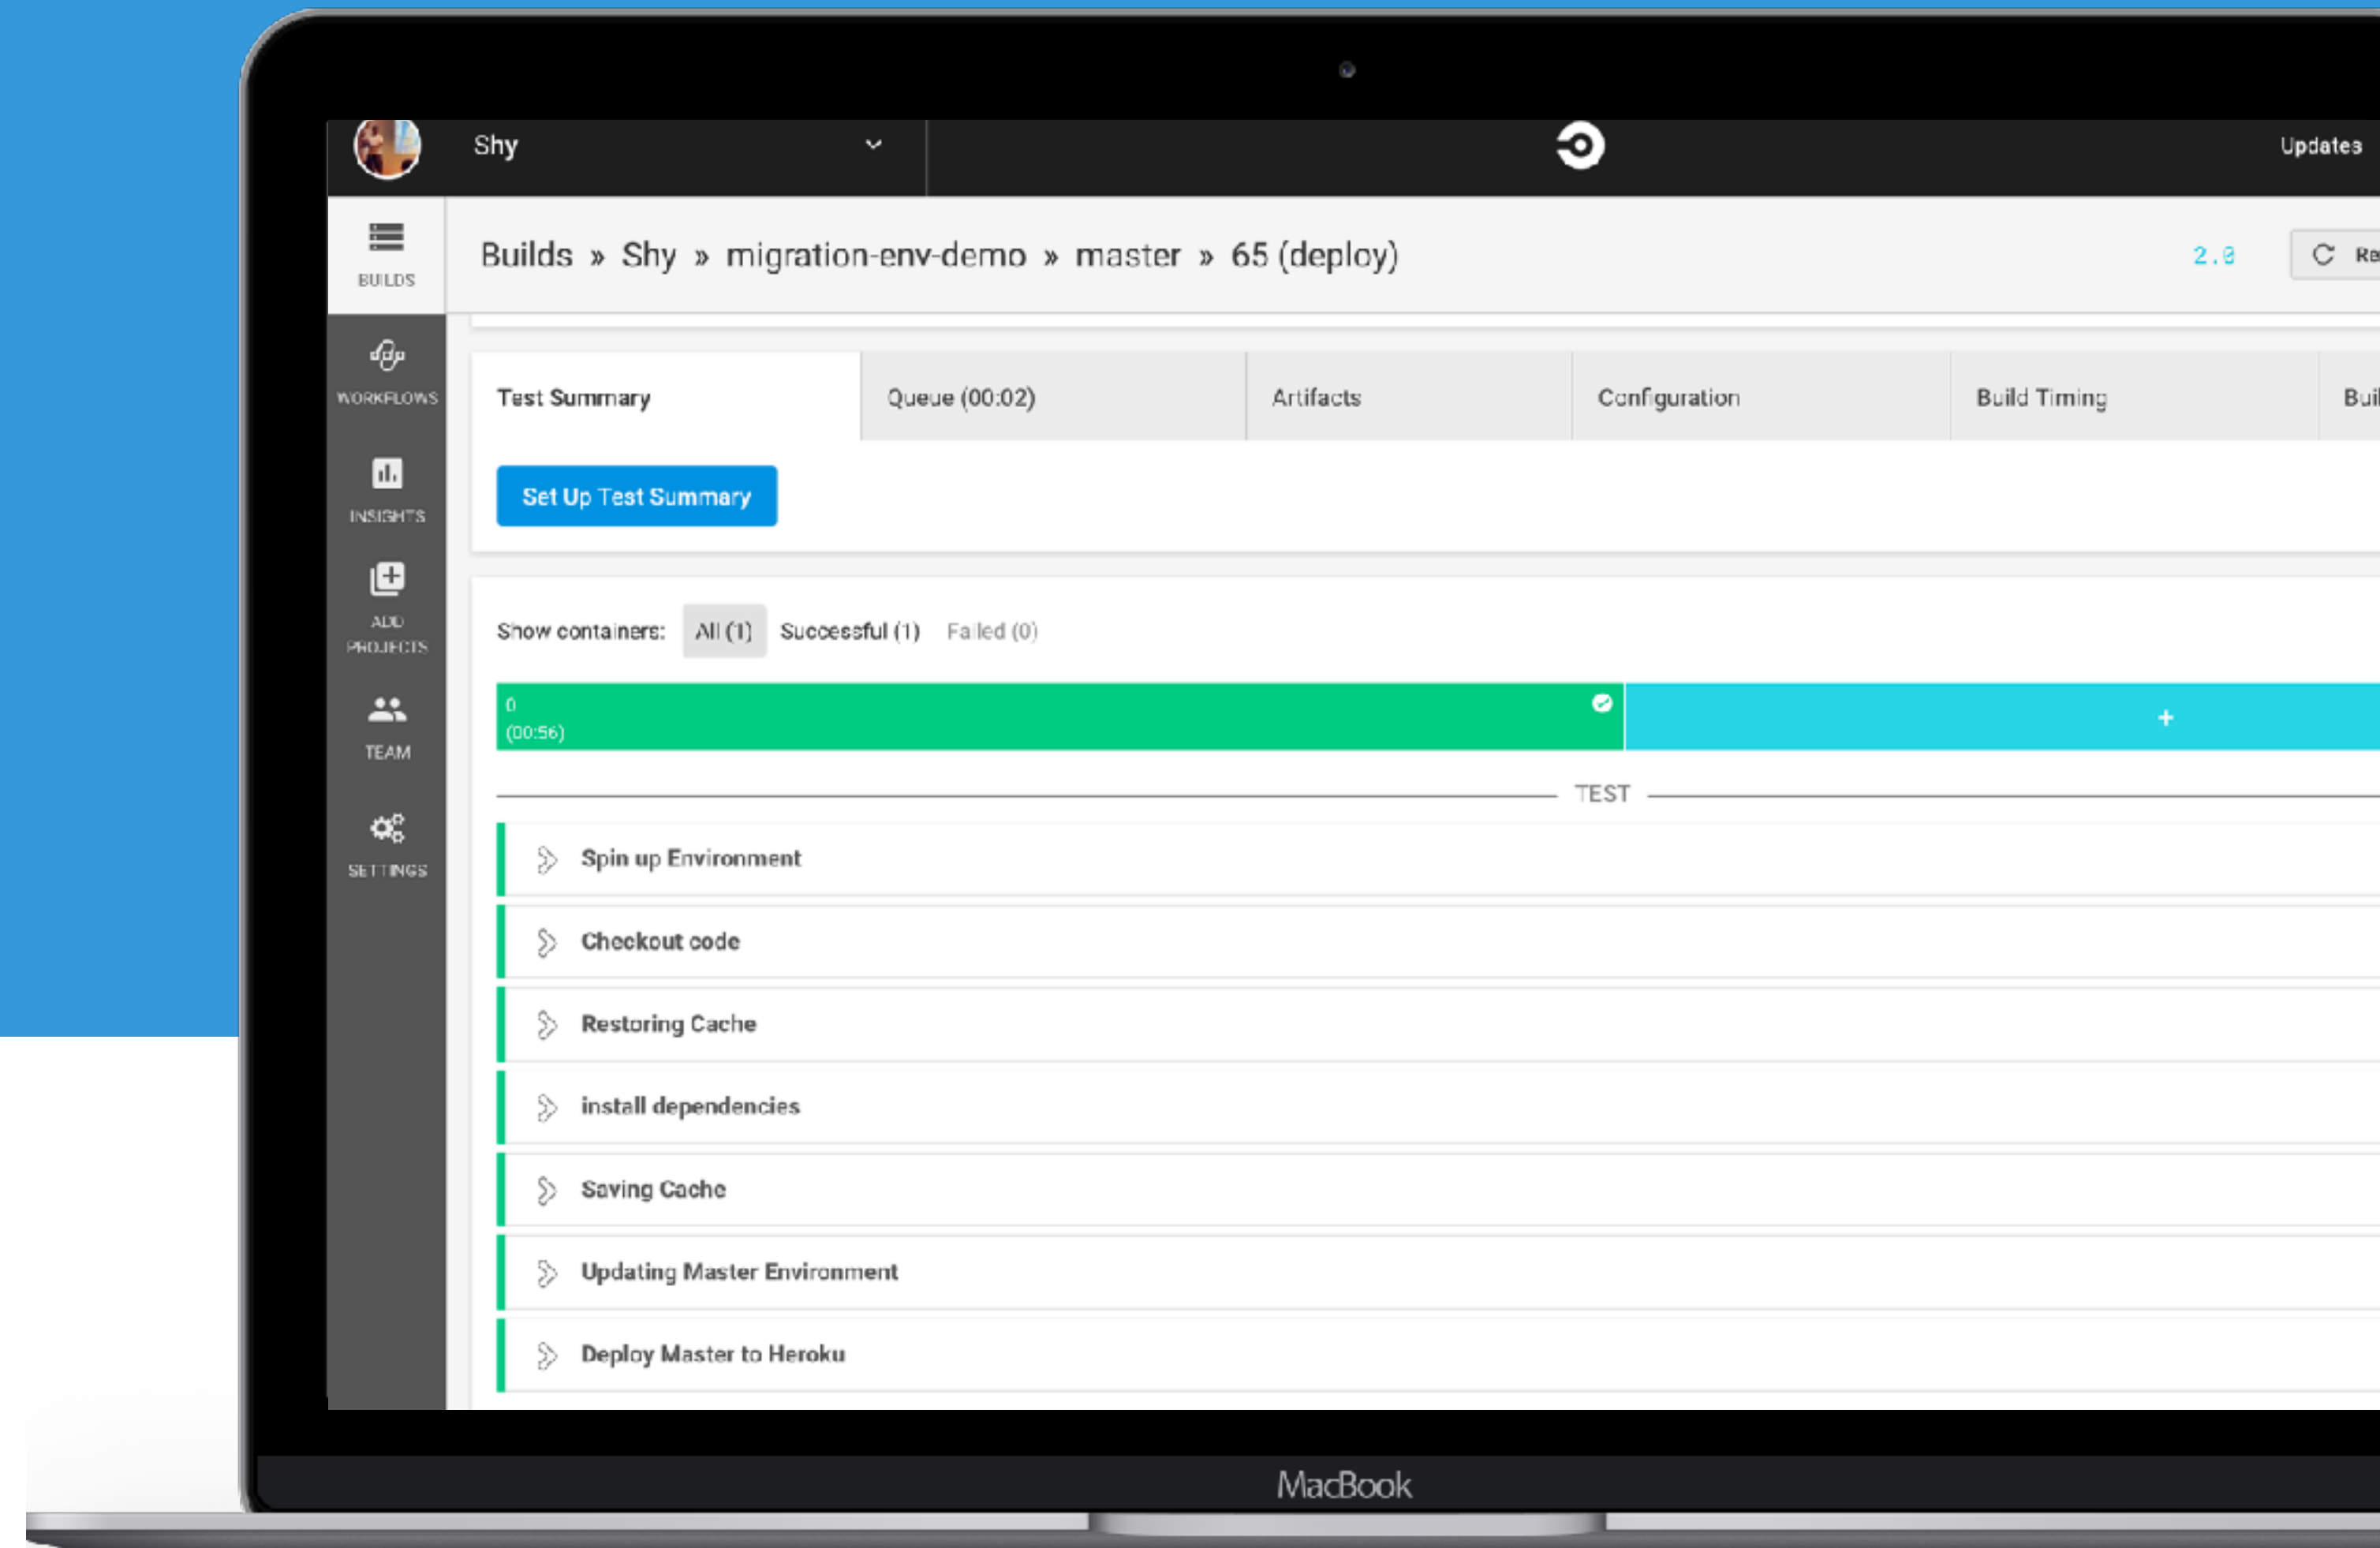 Shy
Updates
BUILDS
Builds » Shy » migration-env-demo » master » 65 (deploy)
2.0
WORKFLOWS
Test Summary
Queue (00:02)
Artifacts
Configuration
Build Timing
Set Up Test Summary
INSIGHTS
ADD
PROJECTS
Show containers:
All (1)
Successful (1)
Failed (0)
0
(00:56)
+
TEAM
TEST
Spin up Environment
SETTINGS
Checkout code
Restoring Cache
install dependencies
Saving Cache
Updating Master Environment
Deploy Master to Heroku
MacBook